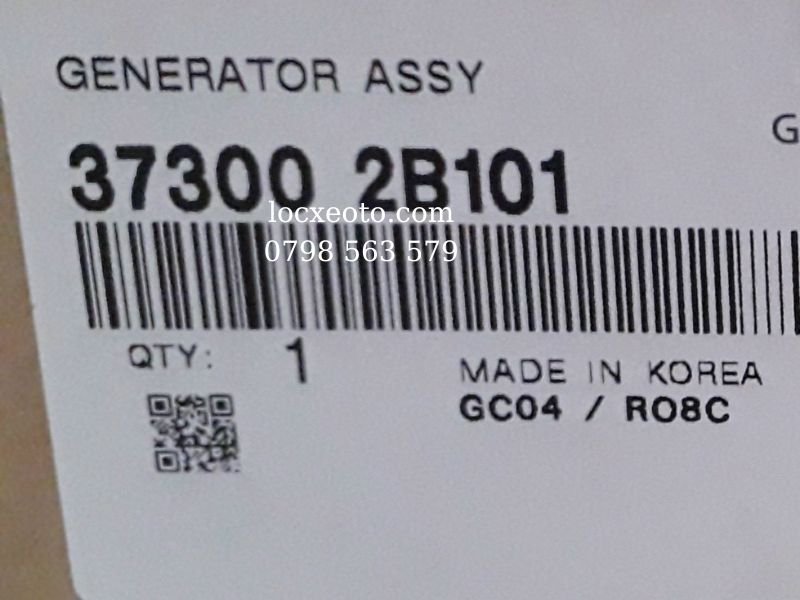 GENERATOR ASSY
G
37300 2B101
locxeoto.com
0798 563 579
QTY: 1
MADE IN KOREA
GC04 / RO8C